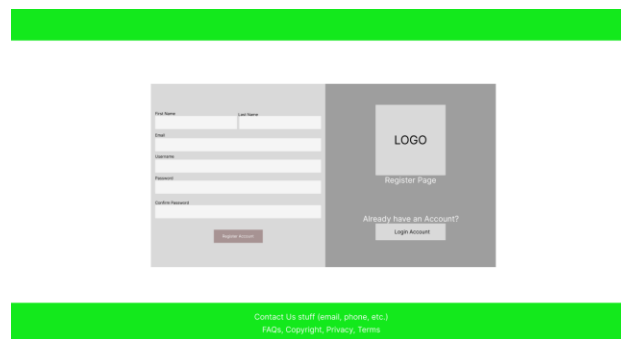 First Name
Last Name
Email
Username
Password
Confirm Password
Register Account
LOGO
Register Page
Already have an Account?
Login Account
Contact Us stuff (email, phone, etc.)
FAQs, Copyright, Privacy, Terms